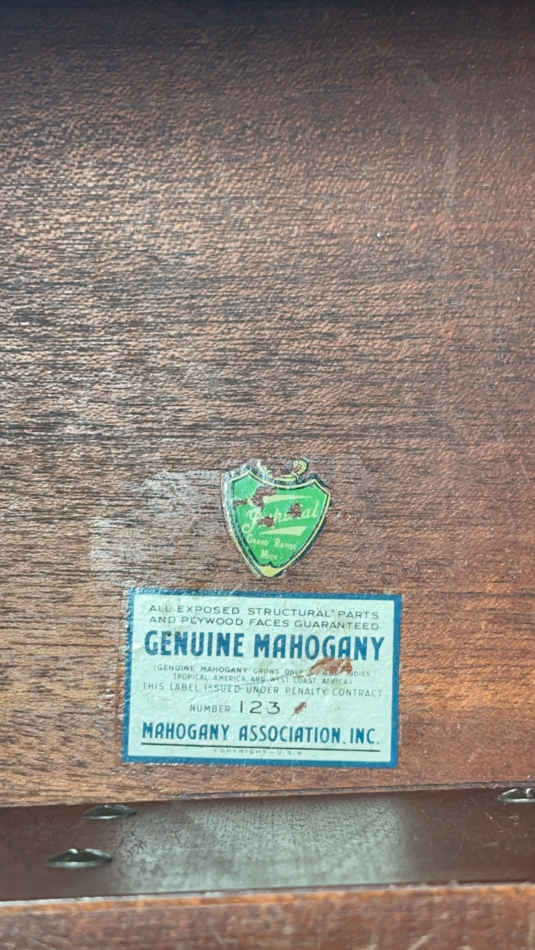 Imperial
GRAND RAPIDS
MICH.
ALL EXPOSED STRUCTURAL PARTS
AND PLYWOOD FACES GUARANTEED
GENUINE MAHOGANY
(GENUINE MAHOGANY GROWS ONLY INDIES
TROPICAL AMERICA AND WEST COAST AFRICA)
THIS LABEL ISSUED UNDER PENALTY CONTRACT
NUMBER 123
MAHOGANY ASSOCIATION, INC.
COPYRIGHT-U.S.A.